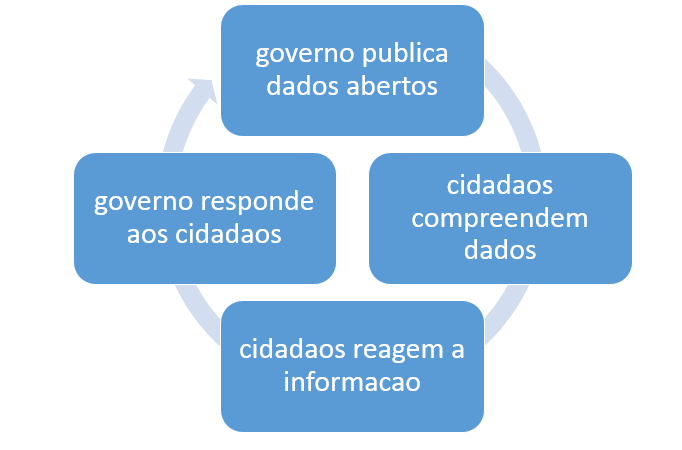 governo publica
dados abertos
cidadaos
compreendem
dados
cidadaos reagem a
informacao
governo responde
aos cidadaos